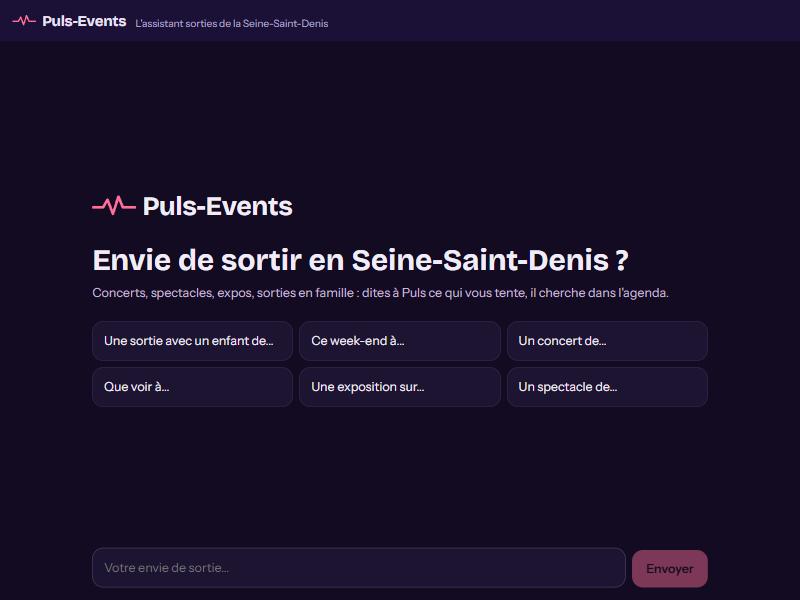 Puls-Events L'assistant sorties de la Seine-Saint-Denis
Puls-Events
Envie de sortir en Seine-Saint-Denis ?
Concerts, spectacles, expos, sorties en famille : dites à Puls ce qui vous tente, il cherche dans l'agenda.
Une sortie avec un enfant de... Ce week-end à... Un concert de...
Que voir à... Une exposition sur... Un spectacle de...
Votre envie de sortie... Envoyer